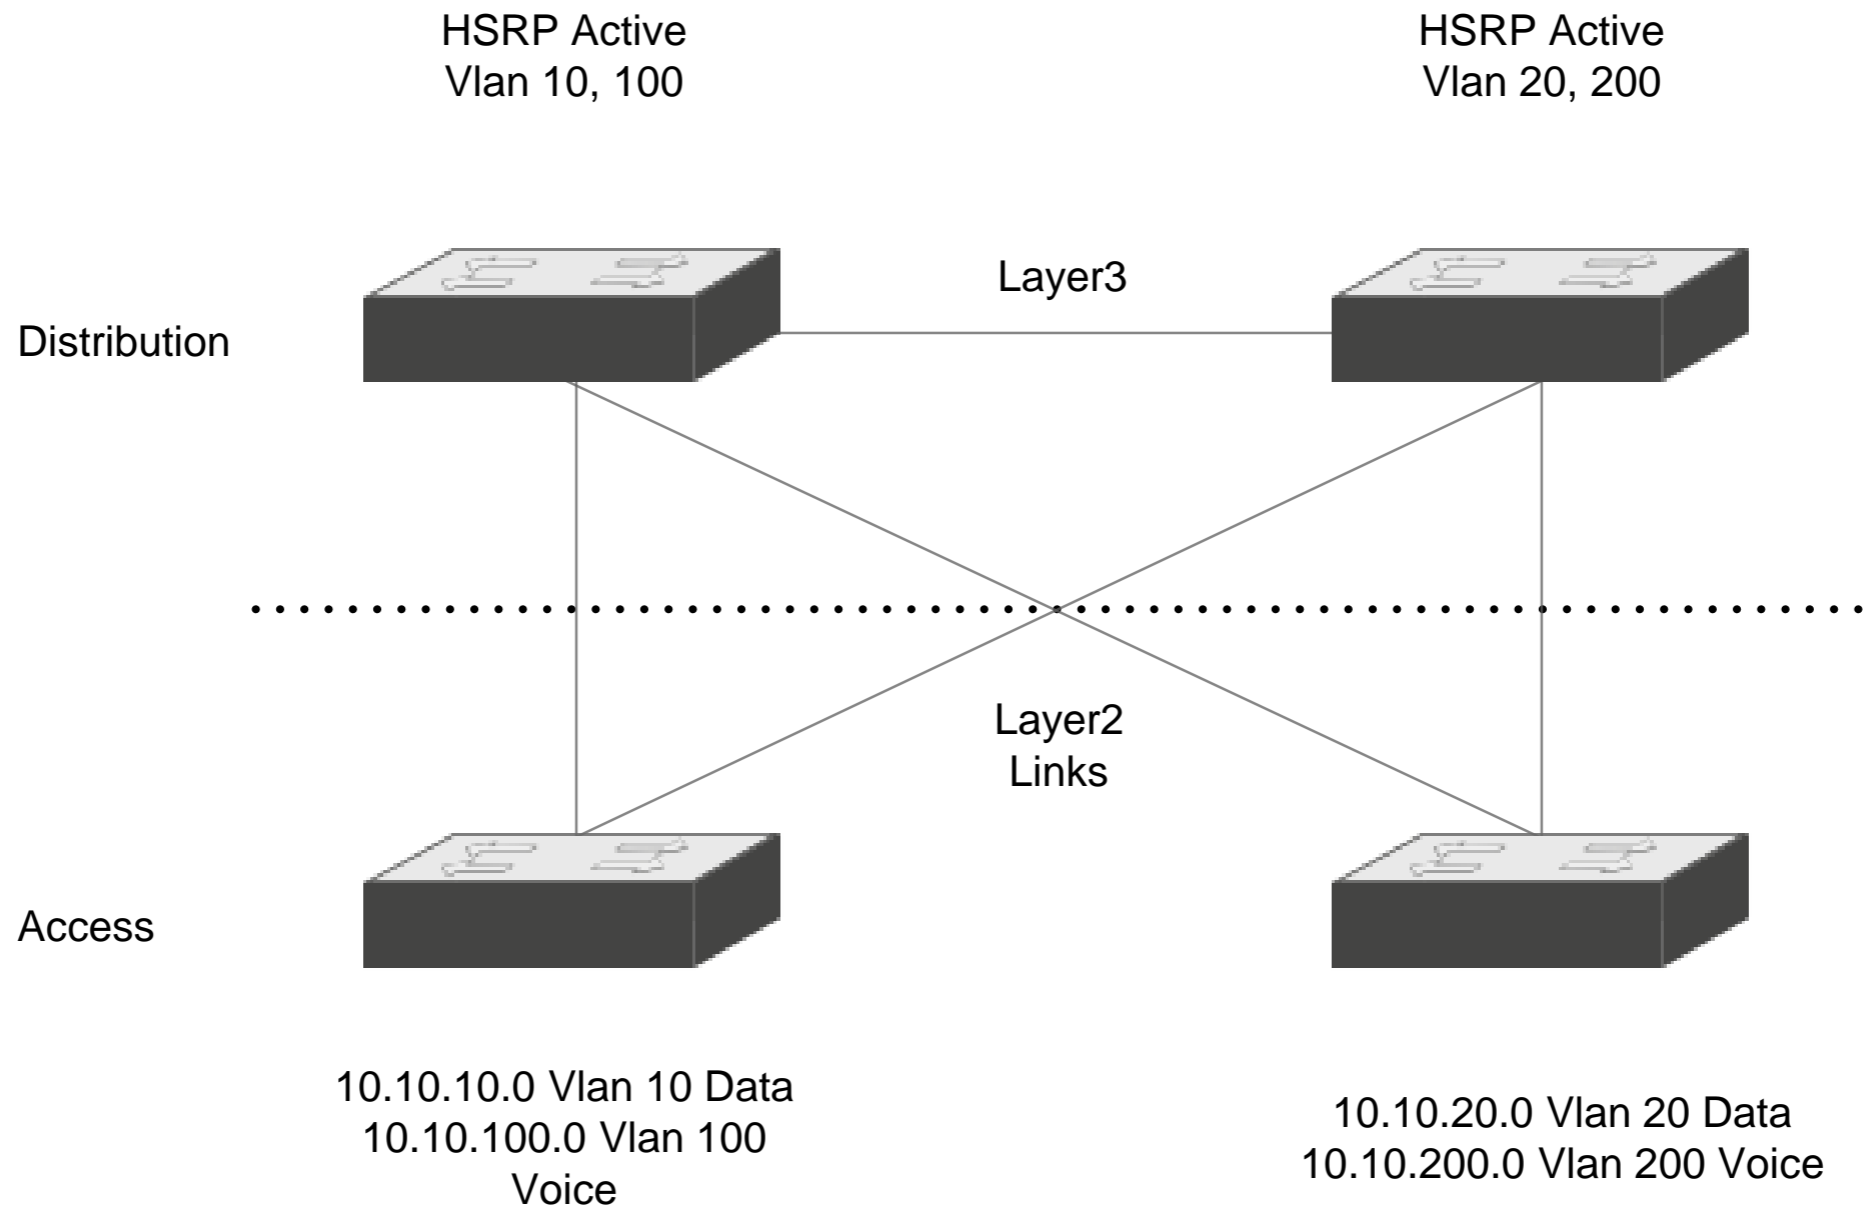 HSRP Active
Vlan 10, 100
HSRP Active
Vlan 20, 200
Layer3
Distribution
Layer2
Links
Access
10.10.10.0 Vlan 10 Data
10.10.100.0 Vlan 100
Voice
10.10.20.0 Vlan 20 Data
10.10.200.0 Vlan 200 Voice